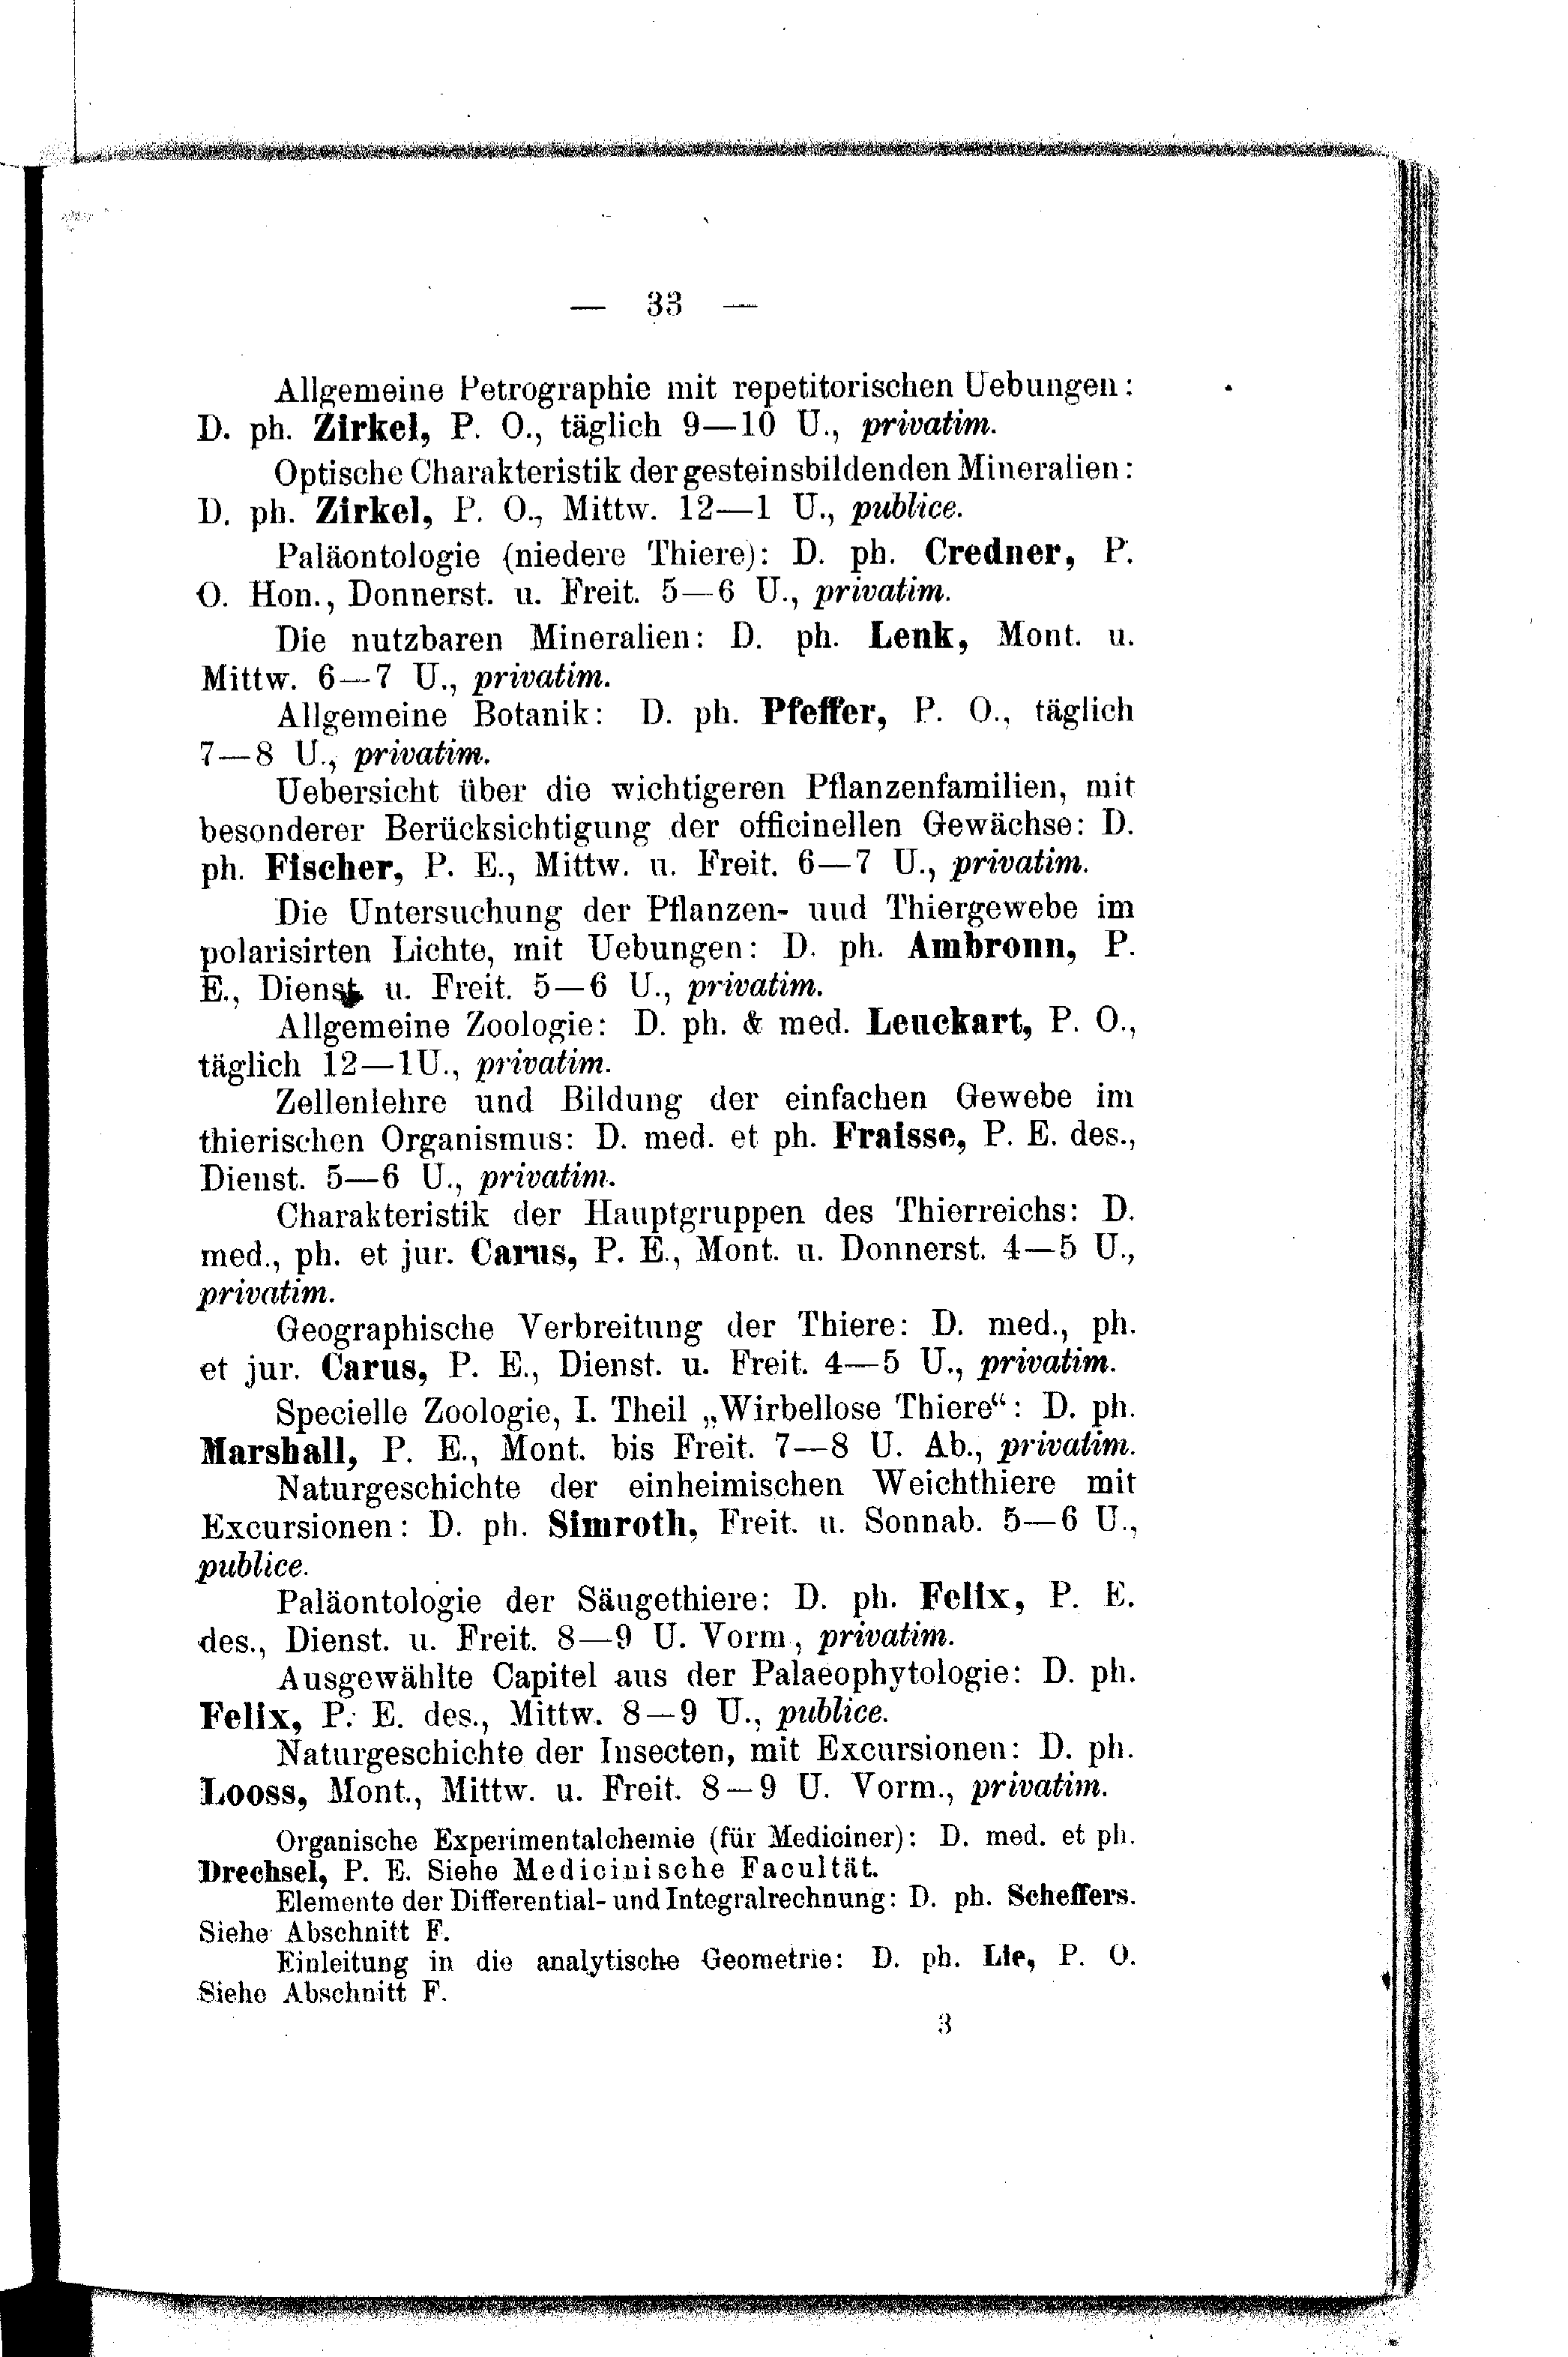 — 33 —
Allgemeine Petrographie mit repetitorischen Uebungen:
D. ph. Zirkel, P. O., täglich 9—10 U., privatim.
Optische Charakteristik der gesteinsbildenden Mineralien:
D. ph. Zirkel, P. O., Mittw. 12—1 U., publice.
Paläontologie (niedere Thiere): D. ph. Credner, P.
O. Hon., Donnerst. u. Freit. 5—6 U., privatim.
Die nutzbaren Mineralien: D. ph. Lenk, Mont. u.
Mittw. 6—7 U., privatim.
Allgemeine Botanik: D. ph. Pfeffer, P. O., täglich
7—8 U., privatim.
Uebersicht über die wichtigeren Pflanzenfamilien, mit
besonderer Berücksichtigung der officinellen Gewächse: D.
ph. Fischer, P. E., Mittw. u. Freit. 6—7 U., privatim.
Die Untersuchung der Pflanzen- und Thiergewebe im
polarisirten Lichte, mit Uebungen: D. ph. Ambronn, P.
E., Dienst. u. Freit. 5—6 U., privatim.
Allgemeine Zoologie: D. ph. & med. Leuckart, P. O.,
täglich 12—1U., privatim.
Zellenlehre und Bildung der einfachen Gewebe im
thierischen Organismus: D. med. et ph. Fraisse, P. E. des.,
Dienst. 5—6 U., privatim.
Charakteristik der Hauptgruppen des Thierreichs: D.
med., ph. et jur. Carus, P. E., Mont. u. Donnerst. 4—5 U.,
privatim.
Geographische Verbreitung der Thiere: D. med., ph.
et jur. Carus, P. E., Dienst. u. Freit. 4—5 U., privatim.
Specielle Zoologie, I. Theil „Wirbellose Thiere“: D. ph.
Marshall, P. E., Mont. bis Freit. 7—8 U. Ab., privatim.
Naturgeschichte der einheimischen Weichthiere mit
Excursionen: D. ph. Simroth, Freit. u. Sonnab. 5—6 U.,
publice.
Paläontologie der Säugethiere: D. ph. Felix, P. E.
des., Dienst. u. Freit. 8—9 U. Vorm., privatim.
Ausgewählte Capitel aus der Palaeophytologie: D. ph.
Felix, P. E. des., Mittw. 8—9 U., publice.
Naturgeschichte der Insecten, mit Excursionen: D. ph.
Looss, Mont., Mittw. u. Freit. 8—9 U. Vorm., privatim.
Organische Experimentalchemie (für Mediciner): D. med. et ph.
Drechsel, P. E. Siehe Medicinische Facultät.
Elemente der Differential- und Integralrechnung: D. ph. Scheffers.
Siehe Abschnitt F.
Einleitung in die analytische Geometrie: D. ph. Lie, P. O.
Siehe Abschnitt F.
3